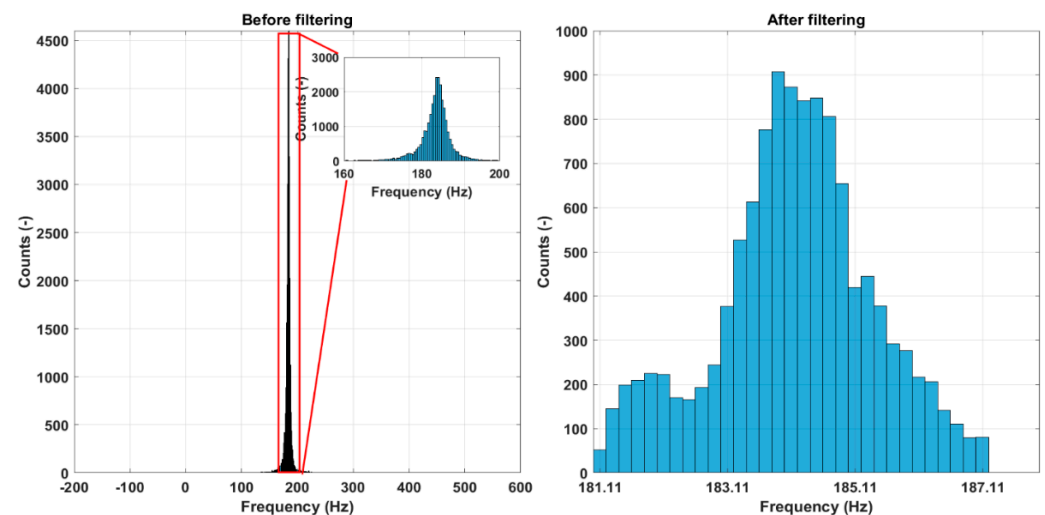 Before filtering
4500
4000
3500
3000
2500
2000
1500
1000
500
0
-200 -100 0 100 200 300 400 500 600
Frequency (Hz)
Counts (-)
3000
2000
1000
0
160 180 200
Frequency (Hz)
Counts (-)
After filtering
1000
900
800
700
600
500
400
300
200
100
0
181.11 183.11 185.11 187.11
Frequency (Hz)
Counts (-)